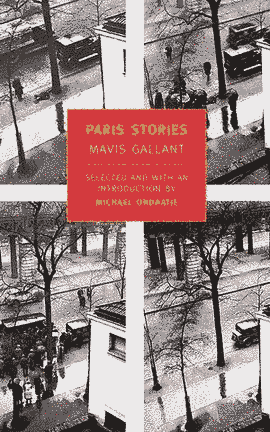 PARIS STORIES
MAVIS GALLANT
SELECTED AND WITH AN
INTRODUCTION BY
MICHAEL ONDAATJE